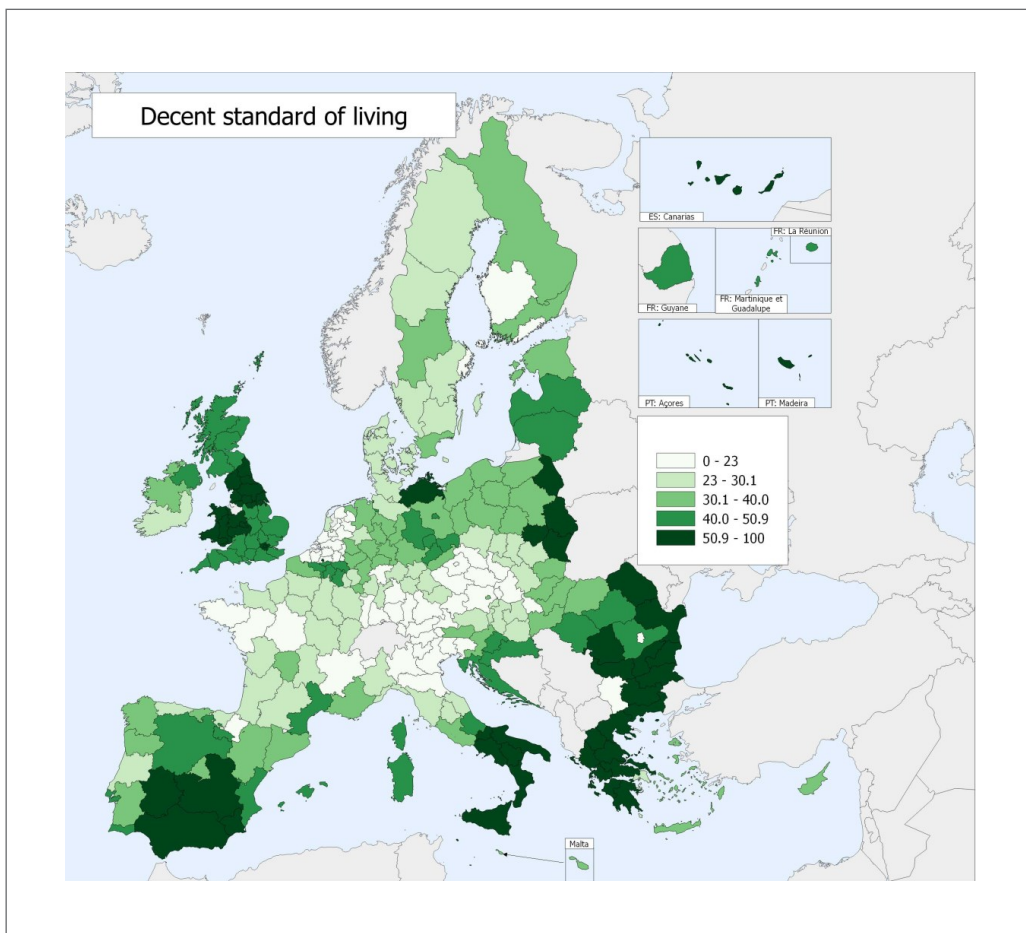 Decent standard of living
ES: Canarias
FR: La Réunion
FR: Guyane
FR: Martinique et
Guadalupe
PT: Açores
PT: Madeira
0 - 23
23 - 30.1
30.1 - 40.0
40.0 - 50.9
50.9 - 100
Malta